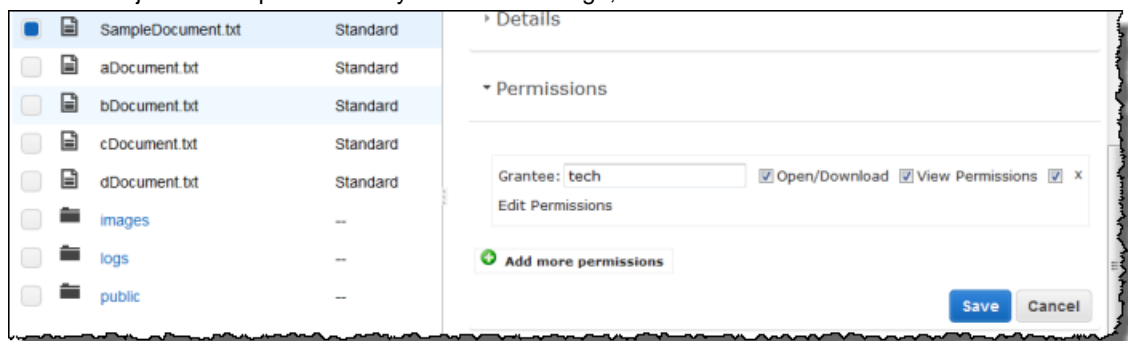 SampleDocument.txt Standard
aDocument.txt Standard
bDocument.txt Standard
cDocument.txt Standard
dDocument.txt Standard
images --
logs --
public --
Details
Permissions
Grantee: tech Open/Download View Permissions x
Edit Permissions
Add more permissions
Save Cancel